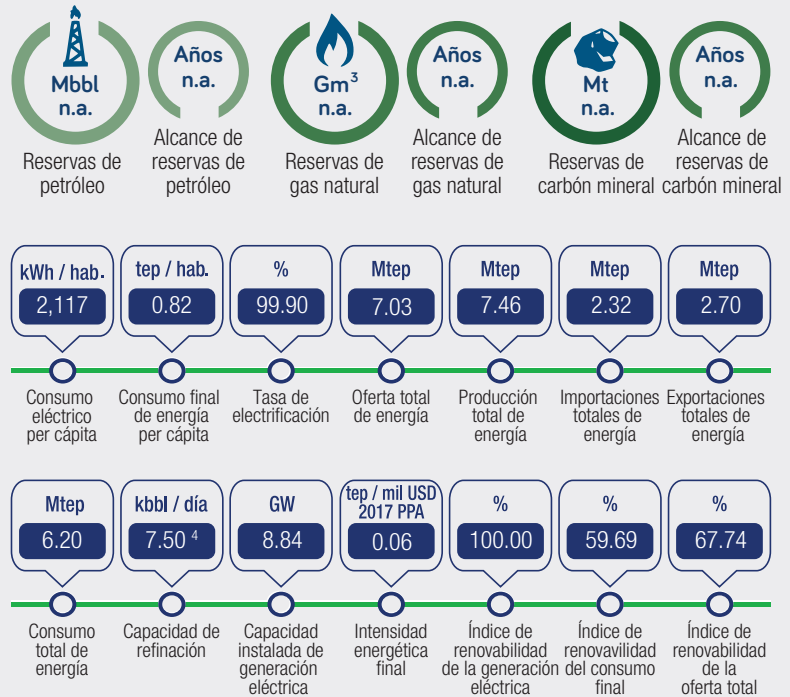 Mbbl
n.a.
Reservas de
petróleo
Años
n.a.
Alcance de
reservas de
petróleo
Gm³
n.a.
Reservas de
gas natural
Años
n.a.
Alcance de
reservas de
gas natural
Mt
n.a.
Reservas de
carbón mineral
Años
n.a.
Alcance de
reservas de
carbón mineral
kWh / hab.
2,117
Consumo
eléctrico
per cápita
tep / hab.
0.82
Consumo final
de energía
per cápita
%
99.90
Tasa de
electrificación
Mtep
7.03
Oferta total
de energía
Mtep
7.46
Producción
total de
energía
Mtep
2.32
Importaciones
totales de
energía
Mtep
2.70
Exportaciones
totales de
energía
Mtep
6.20
Consumo
total de
energía
kbbl / día
7.50 ⁴
Capacidad de
refinación
GW
8.84
Capacidad
instalada de
generación
eléctrica
tep / mil USD
2017 PPA
0.06
Intensidad
energética
final
%
100.00
Índice de
renovabilidad
de la generación
eléctrica
%
59.69
Índice de
renovavilidad
del consumo
final
%
67.74
Índice de
renovabilidad
de la
oferta total